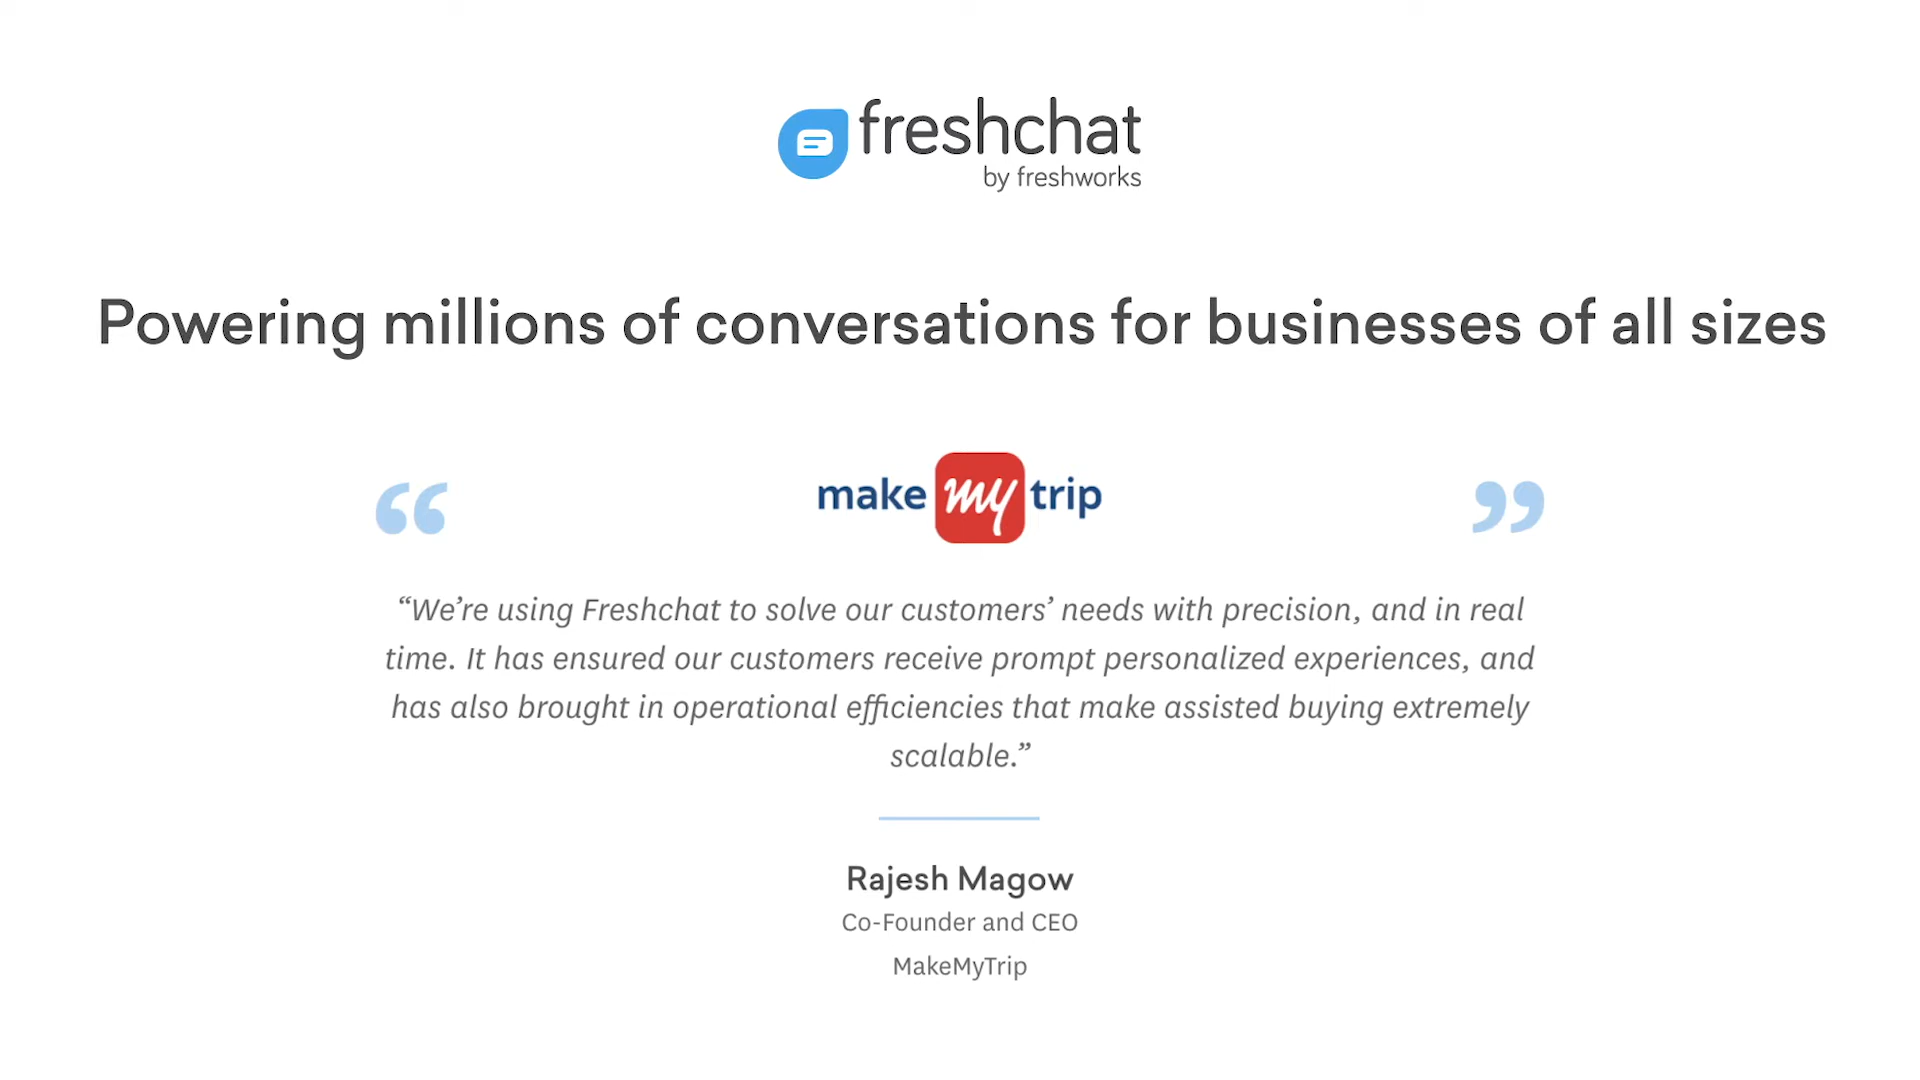 freshchat
by freshworks
Powering millions of conversations for businesses of all sizes
make my trip
“We’re using Freshchat to solve our customers’ needs with precision, and in real
time. It has ensured our customers receive prompt personalized experiences, and
has also brought in operational efficiencies that make assisted buying extremely
scalable.”
Rajesh Magow
Co-Founder and CEO
MakeMyTrip